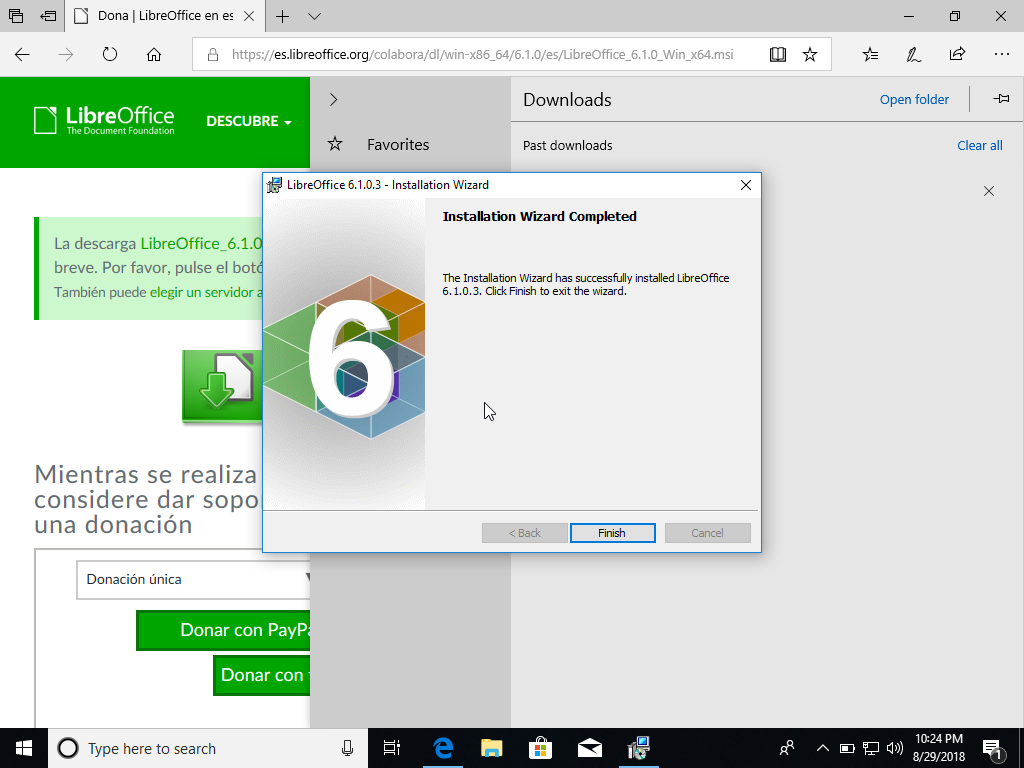 Dona | LibreOffice en es
https://es.libreoffice.org/colabora/dl/win-x86_64/6.1.0/es/LibreOffice_6.1.0_Win_x64.msi
LibreOffice
The Document Foundation
DESCUBRE
Favorites
Downloads
Open folder
Past downloads
Clear all
La descarga LibreOffice_6.1.0
breve. Por favor, pulse el botó
También puede elegir un servidor a
Mientras se realiza
considere dar sopo
una donación
Donación única
Donar con PayPa
Donar con
LibreOffice 6.1.0.3 - Installation Wizard
Installation Wizard Completed
The Installation Wizard has successfully installed LibreOffice
6.1.0.3. Click Finish to exit the wizard.
6
< Back
Finish
Cancel
Type here to search
10:24 PM
8/29/2018
1